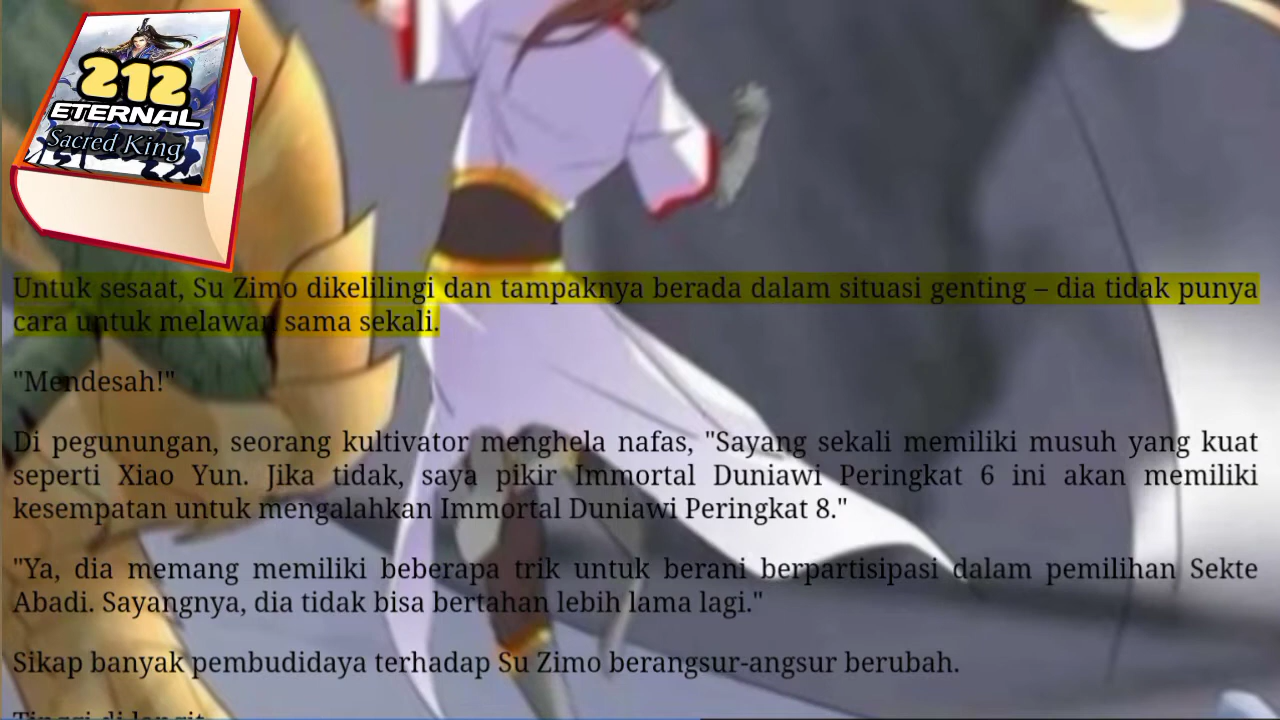 212
ETERNAL
Sacred King
Untuk sesaat, Su Zimo dikelilingi dan tampaknya berada dalam situasi genting – dia tidak punya
cara untuk melawan sama sekali.
"Mendesah!"
Di pegunungan, seorang kultivator menghela nafas, "Sayang sekali memiliki musuh yang kuat
seperti Xiao Yun. Jika tidak, saya pikir Immortal Duniawi Peringkat 6 ini akan memiliki
kesempatan untuk mengalahkan Immortal Duniawi Peringkat 8."
"Ya, dia memang memiliki beberapa trik untuk berani berpartisipasi dalam pemilihan Sekte
Abadi. Sayangnya, dia tidak bisa bertahan lebih lama lagi."
Sikap banyak pembudidaya terhadap Su Zimo berangsur-angsur berubah.